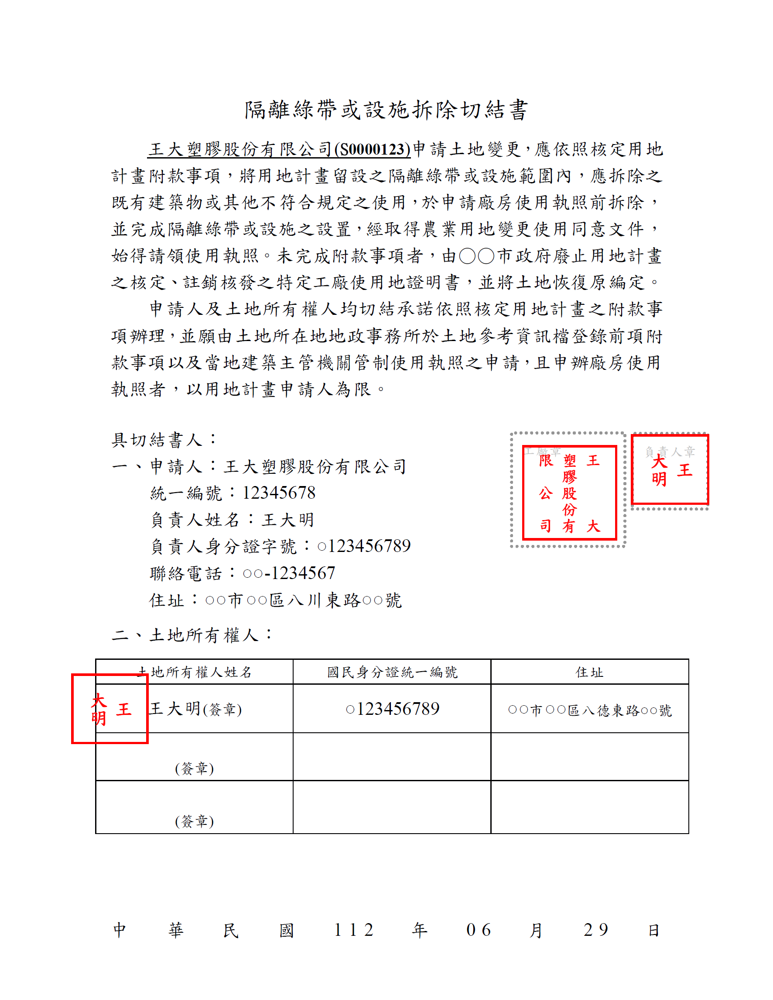 隔離綠帶或設施拆除切結書
王大塑膠股份有限公司(S0000123)申請土地變更，應依照核定用地
計畫附款事項，將用地計畫留設之隔離綠帶或設施範圍內，應拆除之
既有建築物或其他不符合規定之使用，於申請廠房使用執照前拆除，
並完成隔離綠帶或設施之設置，經取得農業用地變更使用同意文件，
始得請領使用執照。未完成附款事項者，由◯◯市政府廢止用地計畫
之核定、註銷核發之特定工廠使用地證明書，並將土地恢復原編定。
申請人及土地所有權人均切結承諾依照核定用地計畫之附款事
項辦理，並願由土地所在地地政事務所於土地參考資訊檔登錄前項附
款事項以及當地建築主管機關管制使用執照之申請，且申辦廠房使用
執照者，以用地計畫申請人為限。
具切結書人：
工廠章
王大塑膠股份有限公司
負責人章
王大明
一、申請人：王大塑膠股份有限公司
統一編號：12345678
負責人姓名：王大明
負責人身分證字號：○123456789
聯絡電話：○○-1234567
住址：○○市○○區八川東路○○號
二、土地所有權人：
土地所有權人姓名 國民身分證統一編號 住址
王大明
王大明(簽章) ○123456789 ○○市○○區八德東路○○號
(簽章)
(簽章)
中華民國112年06月29日